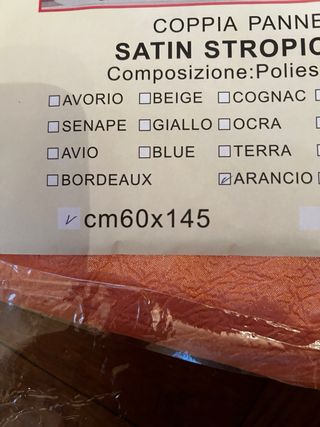 COPPIA PANNE
SATIN STROPIC
Composizione:Polies
AVORIO BEIGE COGNAC
SENAPE GIALLO OCRA
AVIO BLUE TERRA
BORDEAUX ARANCIO
cm60x145